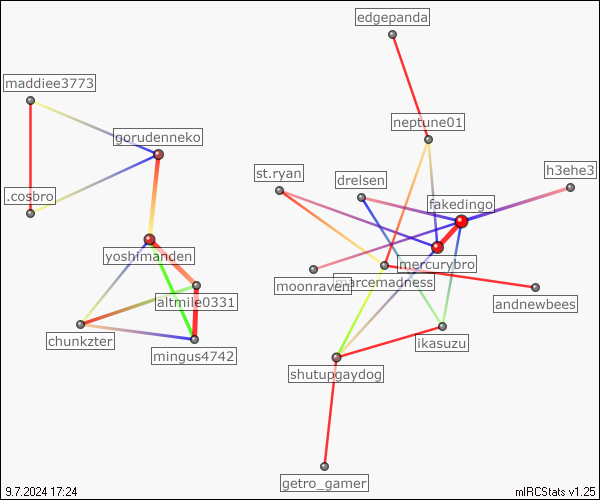 edgepanda
maddiee3773
neptune01
gorudenneko
st.ryan
drelsen
h3ehe3
.cosbro
fakedingo
yoshimanden
mercurybro
moonraven
marcemadness
altmile0331
andnewbees
chunkzter
mingus4742
ikasuzu
shutupgaydog
getro_gamer
9.7.2024 17:24
mIRCStats v1.25